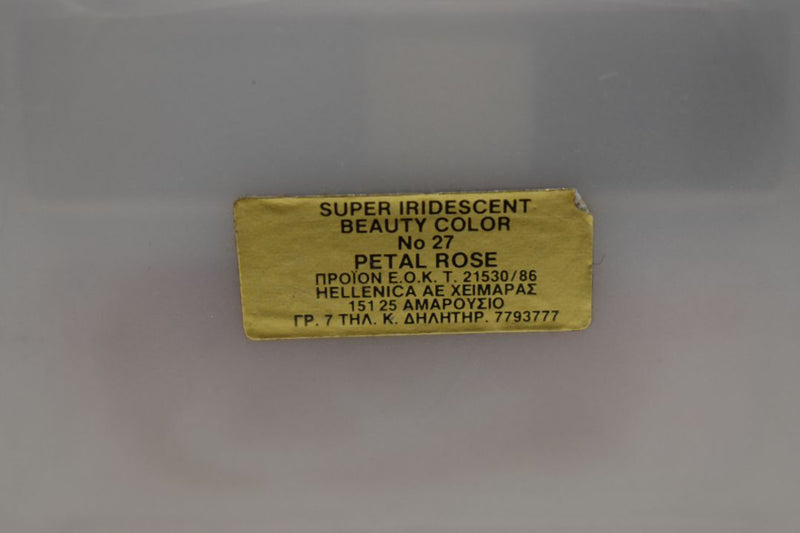 SUPER IRIDESCENT
BEAUTY COLOR
No 27
PETAL ROSE
ΠΡΟΪΟΝ Ε.Ο.Κ. Τ. 21530/86
HELLENICA AE ΧΕΙΜΑΡΑΣ
151 25 ΑΜΑΡΟΥΣΙΟ
ΓΡ. 7 ΤΗΛ. Κ. ΔΗΛΗΤΗΡ. 7793777